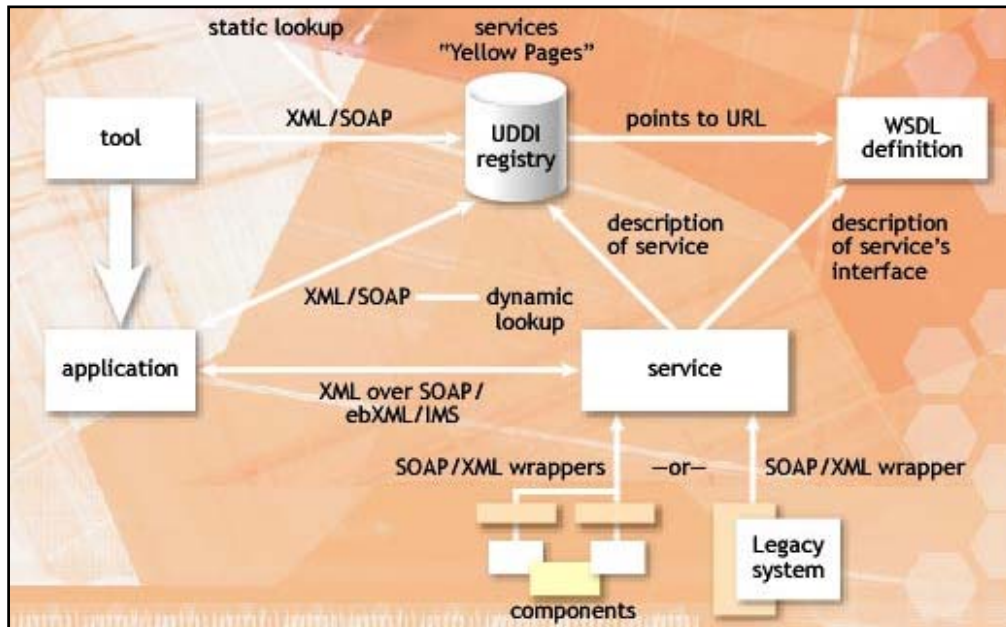 static lookup
services
"Yellow Pages"
tool
XML/SOAP
UDDI
registry
points to URL
WSDL
definition
description
of service
description
of service's
interface
XML/SOAP
dynamic
lookup
application
service
XML over SOAP/
ebXML/IMS
SOAP/XML wrappers
—or—
SOAP/XML wrapper
Legacy
system
components